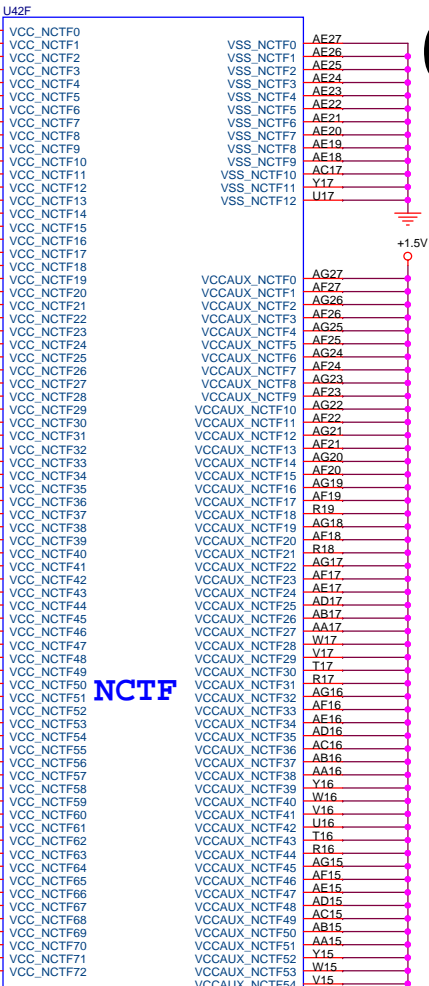 U42F
VCC_NCTF0
VCC_NCTF1
VCC_NCTF2
VCC_NCTF3
VCC_NCTF4
VCC_NCTF5
VCC_NCTF6
VCC_NCTF7
VCC_NCTF8
VCC_NCTF9
VCC_NCTF10
VCC_NCTF11
VCC_NCTF12
VCC_NCTF13
VCC_NCTF14
VCC_NCTF15
VCC_NCTF16
VCC_NCTF17
VCC_NCTF18
VCC_NCTF19
VCC_NCTF20
VCC_NCTF21
VCC_NCTF22
VCC_NCTF23
VCC_NCTF24
VCC_NCTF25
VCC_NCTF26
VCC_NCTF27
VCC_NCTF28
VCC_NCTF29
VCC_NCTF30
VCC_NCTF31
VCC_NCTF32
VCC_NCTF33
VCC_NCTF34
VCC_NCTF35
VCC_NCTF36
VCC_NCTF37
VCC_NCTF38
VCC_NCTF39
VCC_NCTF40
VCC_NCTF41
VCC_NCTF42
VCC_NCTF43
VCC_NCTF44
VCC_NCTF45
VCC_NCTF46
VCC_NCTF47
VCC_NCTF48
VCC_NCTF49
VCC_NCTF50
VCC_NCTF51
VCC_NCTF52
VCC_NCTF53
VCC_NCTF54
VCC_NCTF55
VCC_NCTF56
VCC_NCTF57
VCC_NCTF58
VCC_NCTF59
VCC_NCTF60
VCC_NCTF61
VCC_NCTF62
VCC_NCTF63
VCC_NCTF64
VCC_NCTF65
VCC_NCTF66
VCC_NCTF67
VCC_NCTF68
VCC_NCTF69
VCC_NCTF70
VCC_NCTF71
VCC_NCTF72
NCTF
VSS_NCTF0 AE27
VSS_NCTF1 AE26
VSS_NCTF2 AE25
VSS_NCTF3 AE24
VSS_NCTF4 AE23
VSS_NCTF5 AE22
VSS_NCTF6 AE21
VSS_NCTF7 AE20
VSS_NCTF8 AE19
VSS_NCTF9 AE18
VSS_NCTF10 AC17
VSS_NCTF11 Y17
VSS_NCTF12 U17
+1.5V
VCCAUX_NCTF0 AG27
VCCAUX_NCTF1 AF27
VCCAUX_NCTF2 AG26
VCCAUX_NCTF3 AF26
VCCAUX_NCTF4 AG25
VCCAUX_NCTF5 AF25
VCCAUX_NCTF6 AG24
VCCAUX_NCTF7 AF24
VCCAUX_NCTF8 AG23
VCCAUX_NCTF9 AF23
VCCAUX_NCTF10 AG22
VCCAUX_NCTF11 AF22
VCCAUX_NCTF12 AG21
VCCAUX_NCTF13 AF21
VCCAUX_NCTF14 AG20
VCCAUX_NCTF15 AF20
VCCAUX_NCTF16 AG19
VCCAUX_NCTF17 AF19
VCCAUX_NCTF18 R19
VCCAUX_NCTF19 AG18
VCCAUX_NCTF20 AF18
VCCAUX_NCTF21 R18
VCCAUX_NCTF22 AG17
VCCAUX_NCTF23 AF17
VCCAUX_NCTF24 AE17
VCCAUX_NCTF25 AD17
VCCAUX_NCTF26 AB17
VCCAUX_NCTF27 AA17
VCCAUX_NCTF28 W17
VCCAUX_NCTF29 V17
VCCAUX_NCTF30 T17
VCCAUX_NCTF31 R17
VCCAUX_NCTF32 AG16
VCCAUX_NCTF33 AF16
VCCAUX_NCTF34 AE16
VCCAUX_NCTF35 AD16
VCCAUX_NCTF36 AC16
VCCAUX_NCTF37 AB16
VCCAUX_NCTF38 AA16
VCCAUX_NCTF39 Y16
VCCAUX_NCTF40 W16
VCCAUX_NCTF41 V16
VCCAUX_NCTF42 U16
VCCAUX_NCTF43 T16
VCCAUX_NCTF44 R16
VCCAUX_NCTF45 AG15
VCCAUX_NCTF46 AF15
VCCAUX_NCTF47 AE15
VCCAUX_NCTF48 AD15
VCCAUX_NCTF49 AC15
VCCAUX_NCTF50 AB15
VCCAUX_NCTF51 AA15
VCCAUX_NCTF52 Y15
VCCAUX_NCTF53 W15
VCCAUX_NCTF54 V15